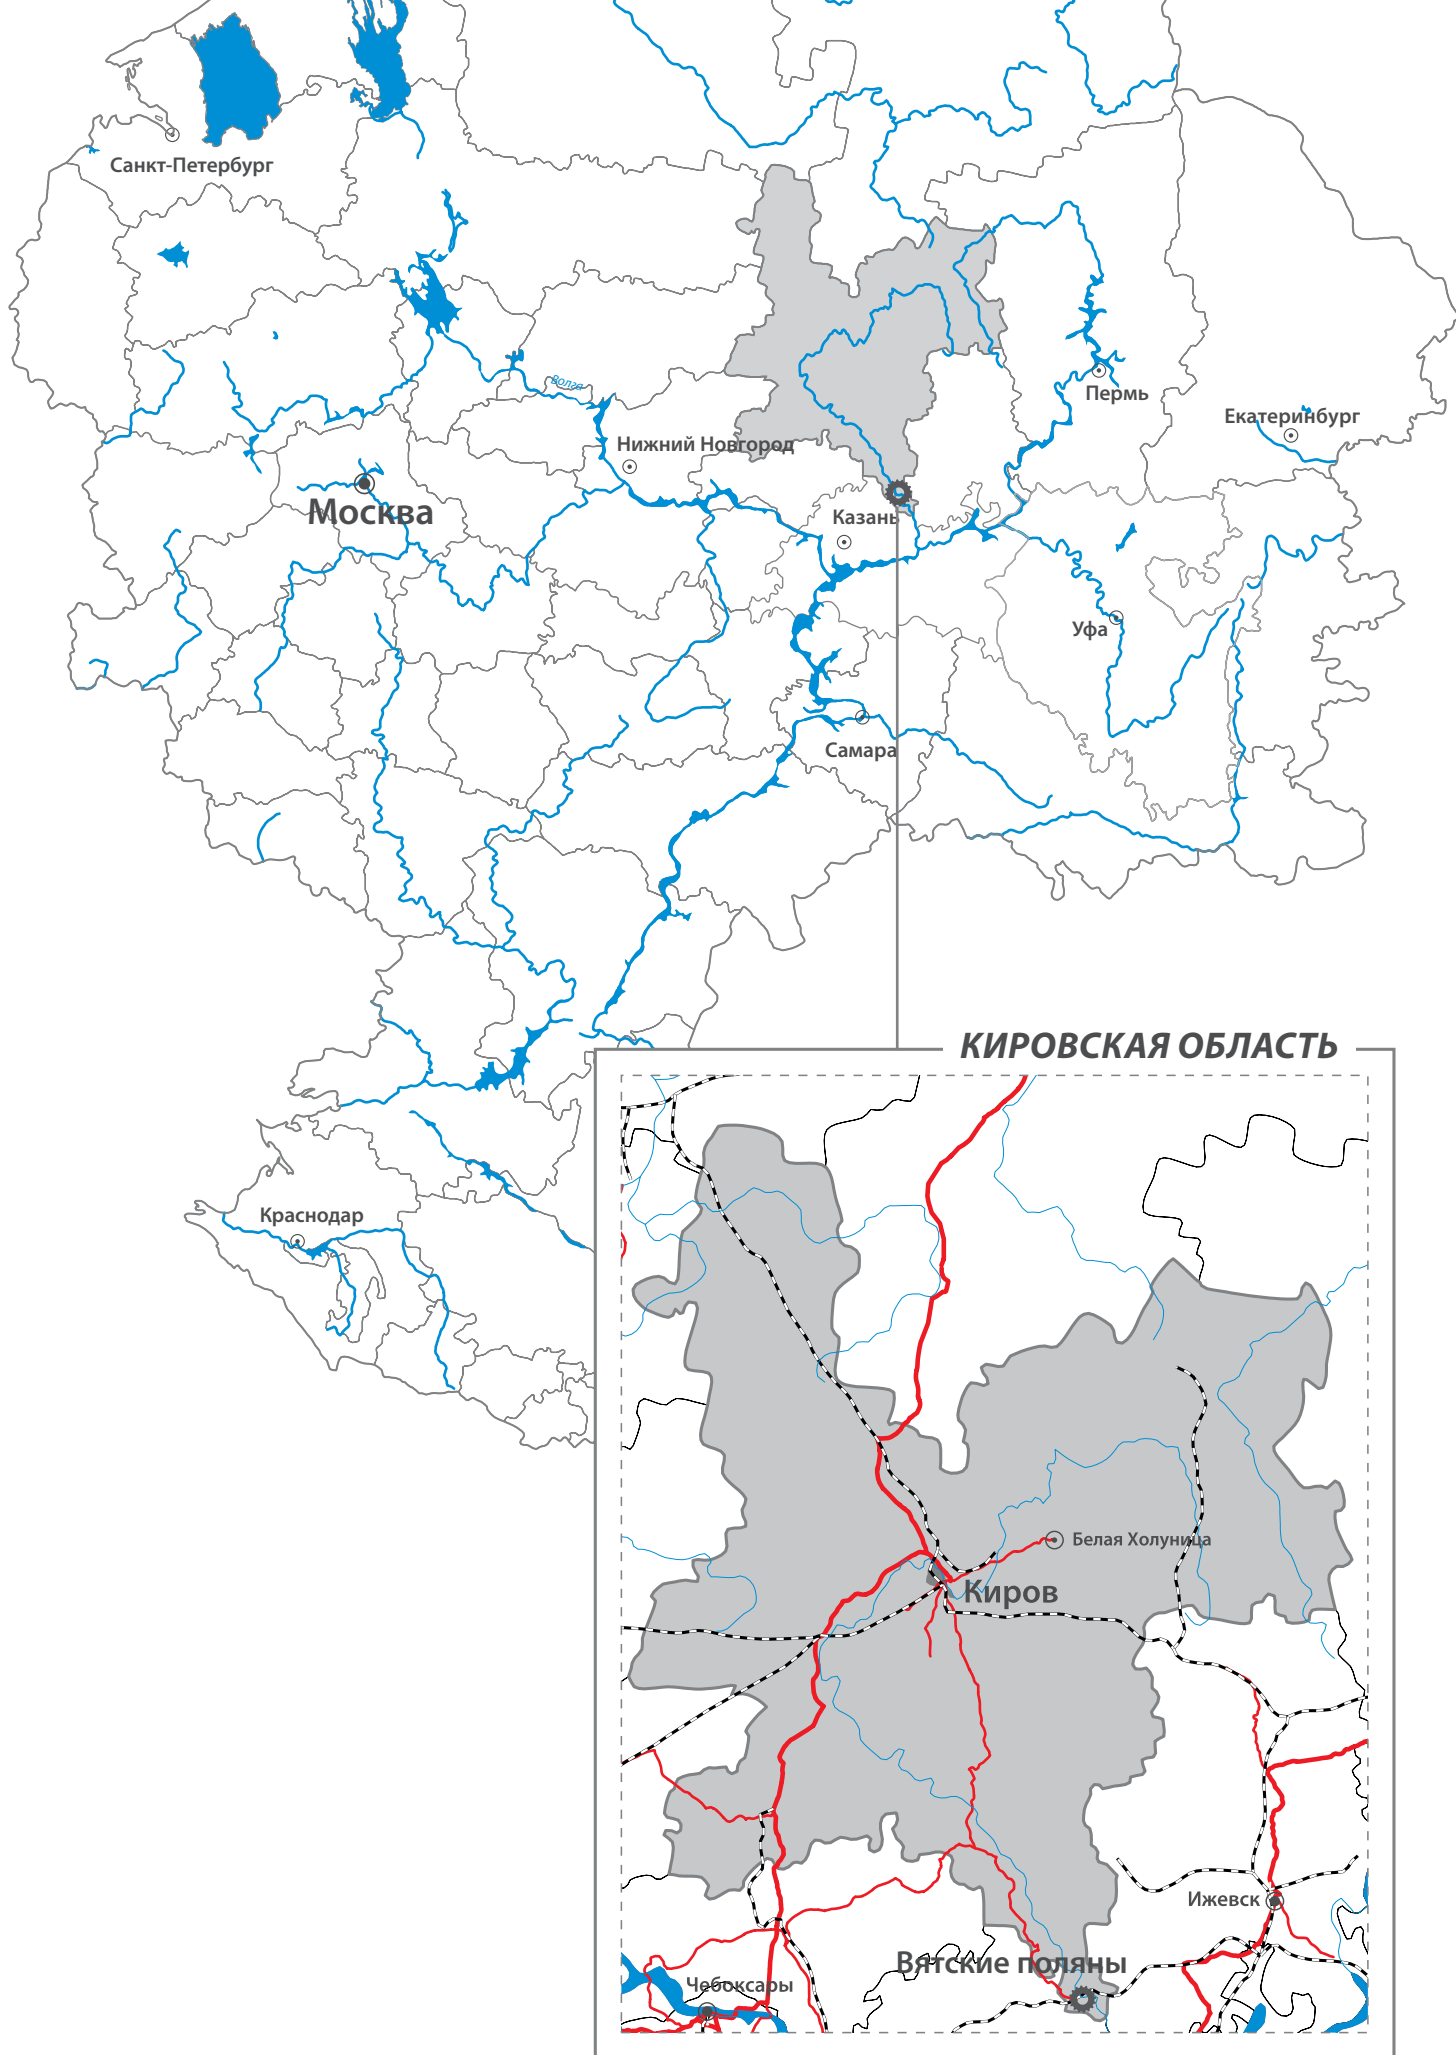 Санкт-Петербург
Волга
Пермь
Екатеринбург
Нижний Новгород
Москва
Казань
Уфа
Самара
КИРОВСКАЯ ОБЛАСТЬ
Краснодар
Белая Холуница
Киров
Ижевск
Вятские поляны
Чебоксары